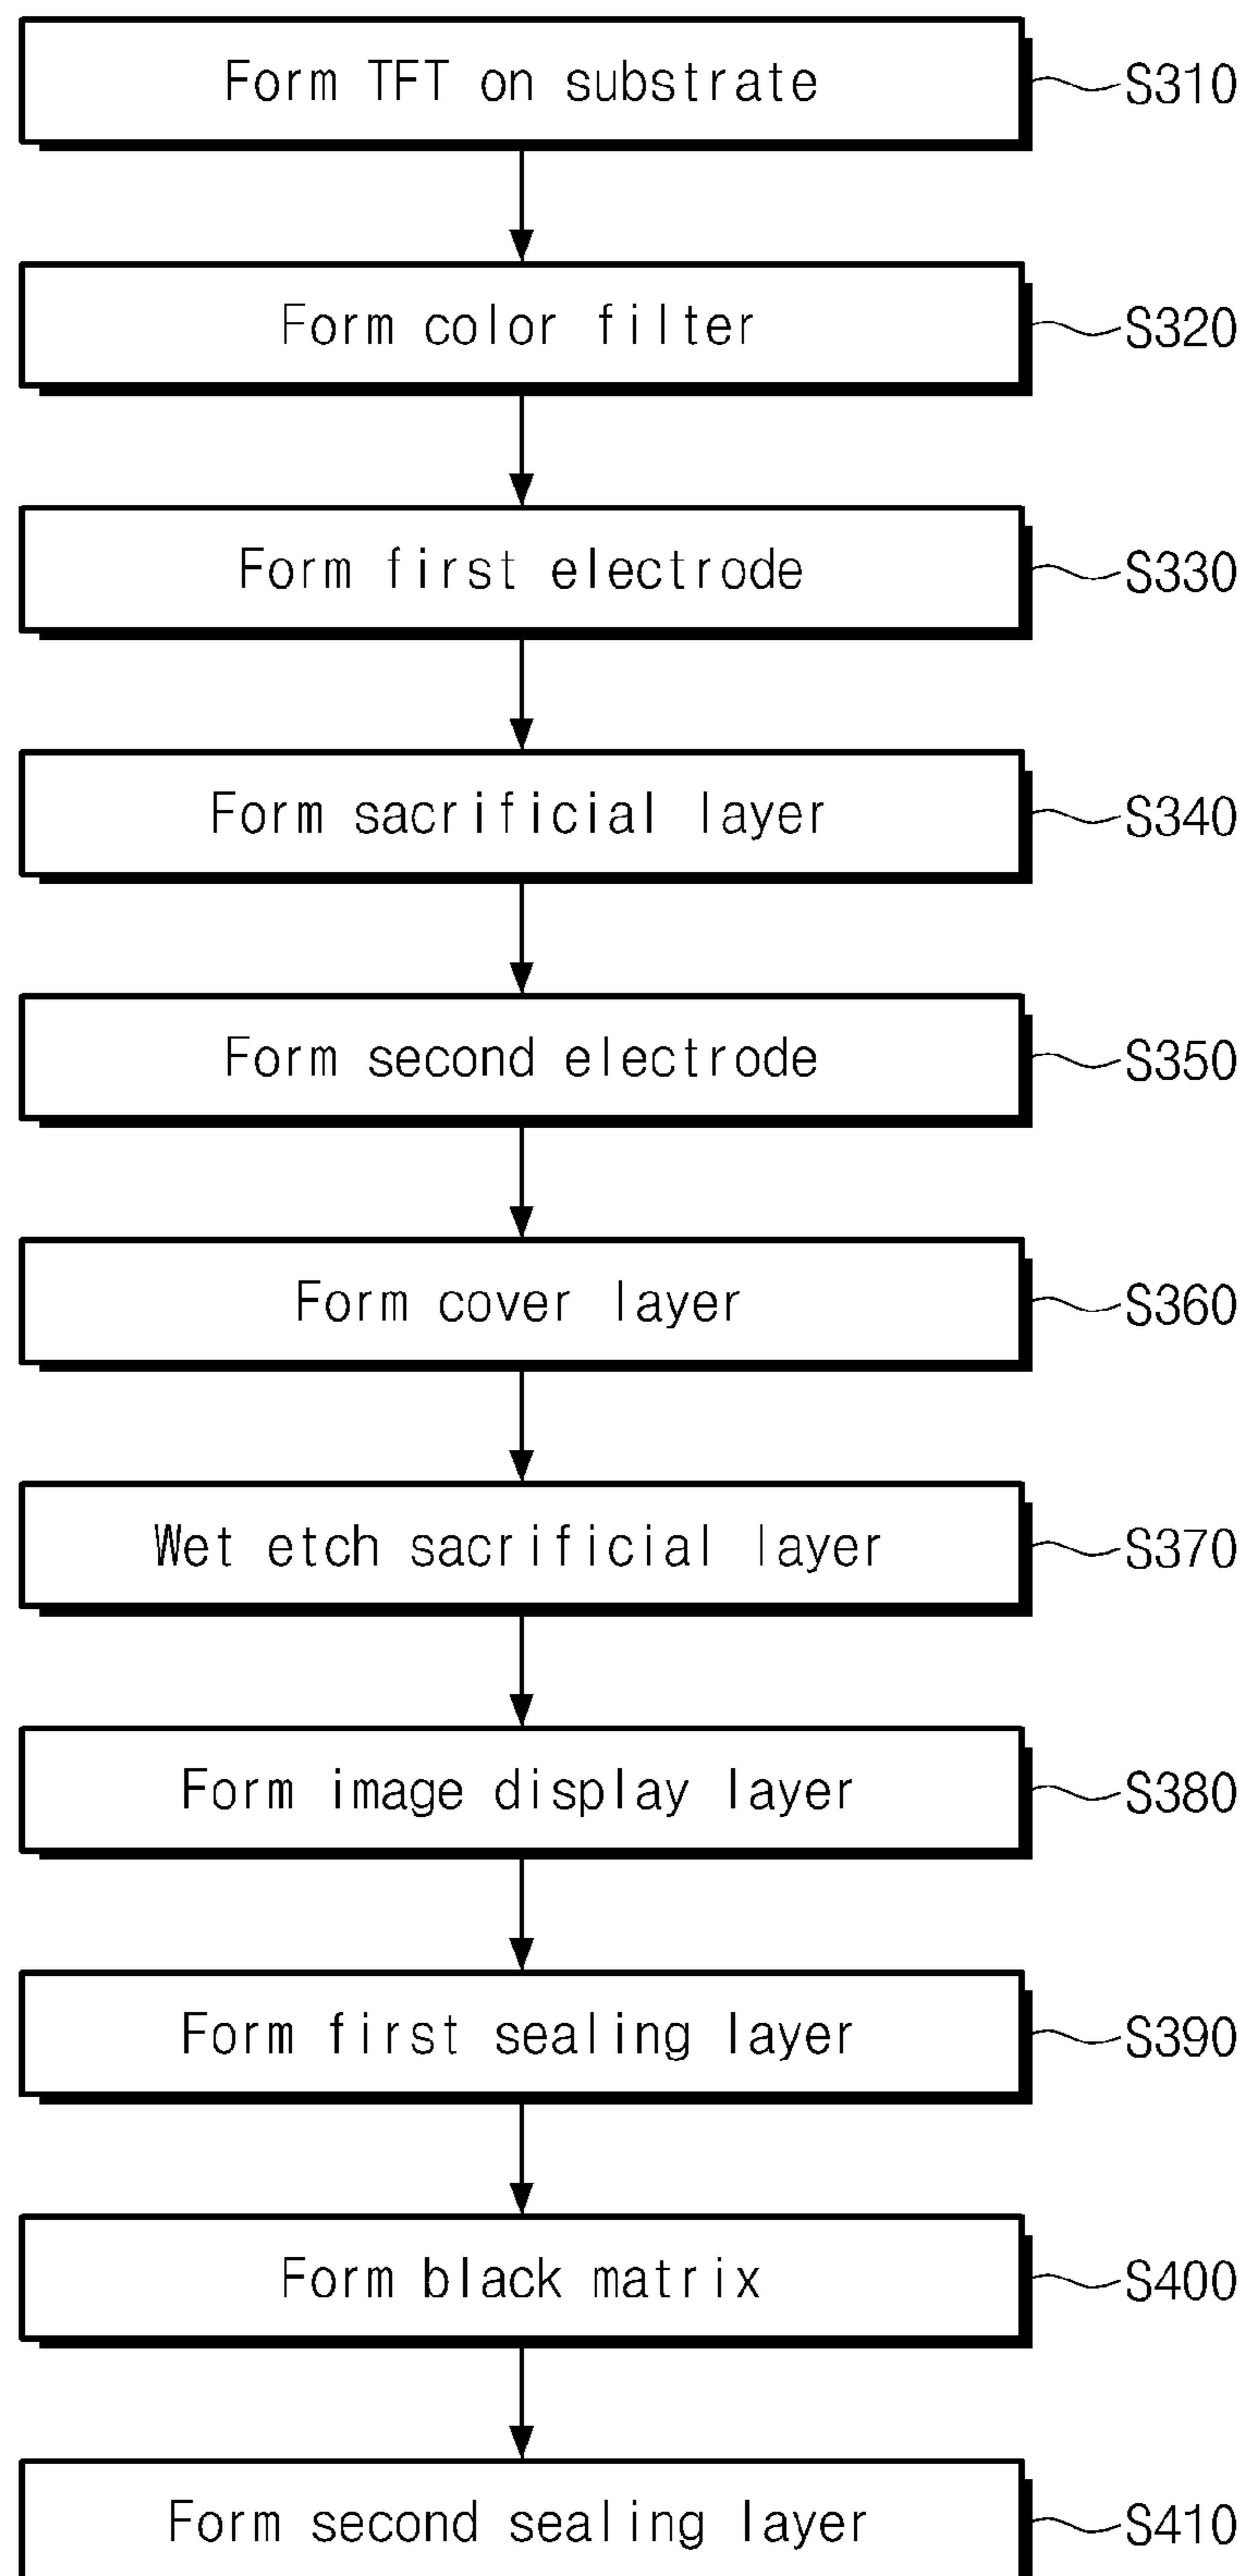 Form TFT on substrate S310
Form color filter S320
Form first electrode S330
Form sacrificial layer S340
Form second electrode S350
Form cover layer S360
Wet etch sacrificial layer S370
Form image display layer S380
Form first sealing layer S390
Form black matrix S400
Form second sealing layer S410